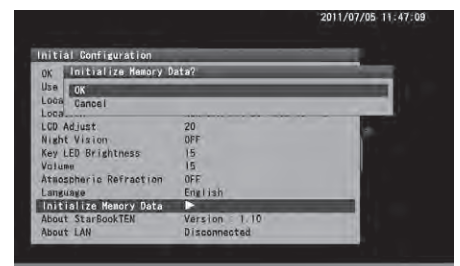 2011/07/05 11:47:09
Initial Configuration
OK Initialize Memory Data?
Use OK
Loca Cancel
Loca
LCD Adjust 20
Night Vision OFF
Key LED Brightness 15
Volume 15
Atmospheric Refraction OFF
Language English
Initialize Memory Data ▶
About StarBookTEN Version 1.10
About LAN Disconnected